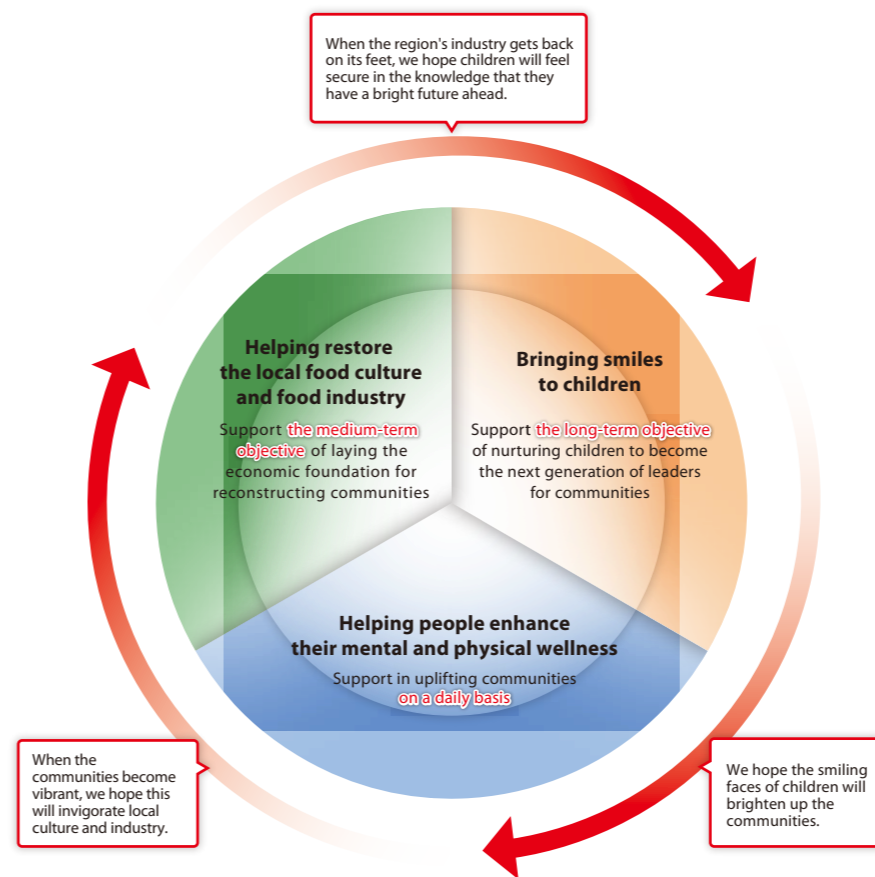 When the region's industry gets back
on its feet, we hope children will feel
secure in the knowledge that they
have a bright future ahead.
Helping restore
the local food culture
and food industry
Support the medium-term
objective of laying the
economic foundation for
reconstructing communities
Bringing smiles
to children
Support the long-term objective
of nurturing children to become
the next generation of leaders
for communities
Helping people enhance
their mental and physical wellness
Support in uplifting communities
on a daily basis
When the
communities become
vibrant, we hope this
will invigorate local
culture and industry.
We hope the smiling
faces of children will
brighten up the
communities.